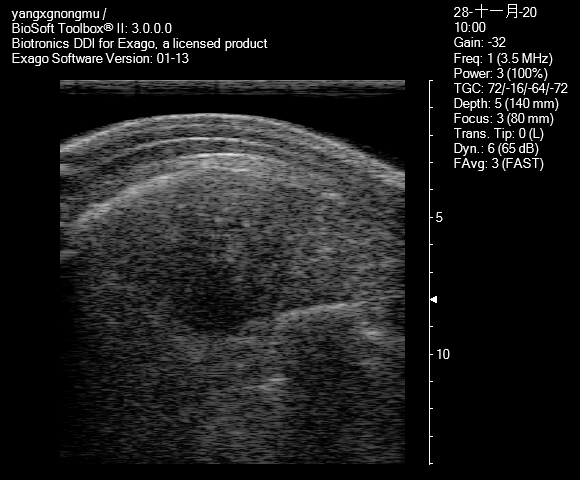 yangxgnongmu /
BioSoft Toolbox® II: 3.0.0.0
Biotronics DDI for Exago, a licensed product
Exago Software Version: 01-13
28-十一月-20
10:00
Gain: -32
Freq: 1 (3.5 MHz)
Power: 3 (100%)
TGC: 72/-16/-64/-72
Depth: 5 (140 mm)
Focus: 3 (80 mm)
Trans. Tip: 0 (L)
Dyn.: 6 (65 dB)
FAvg: 3 (FAST)
5
10